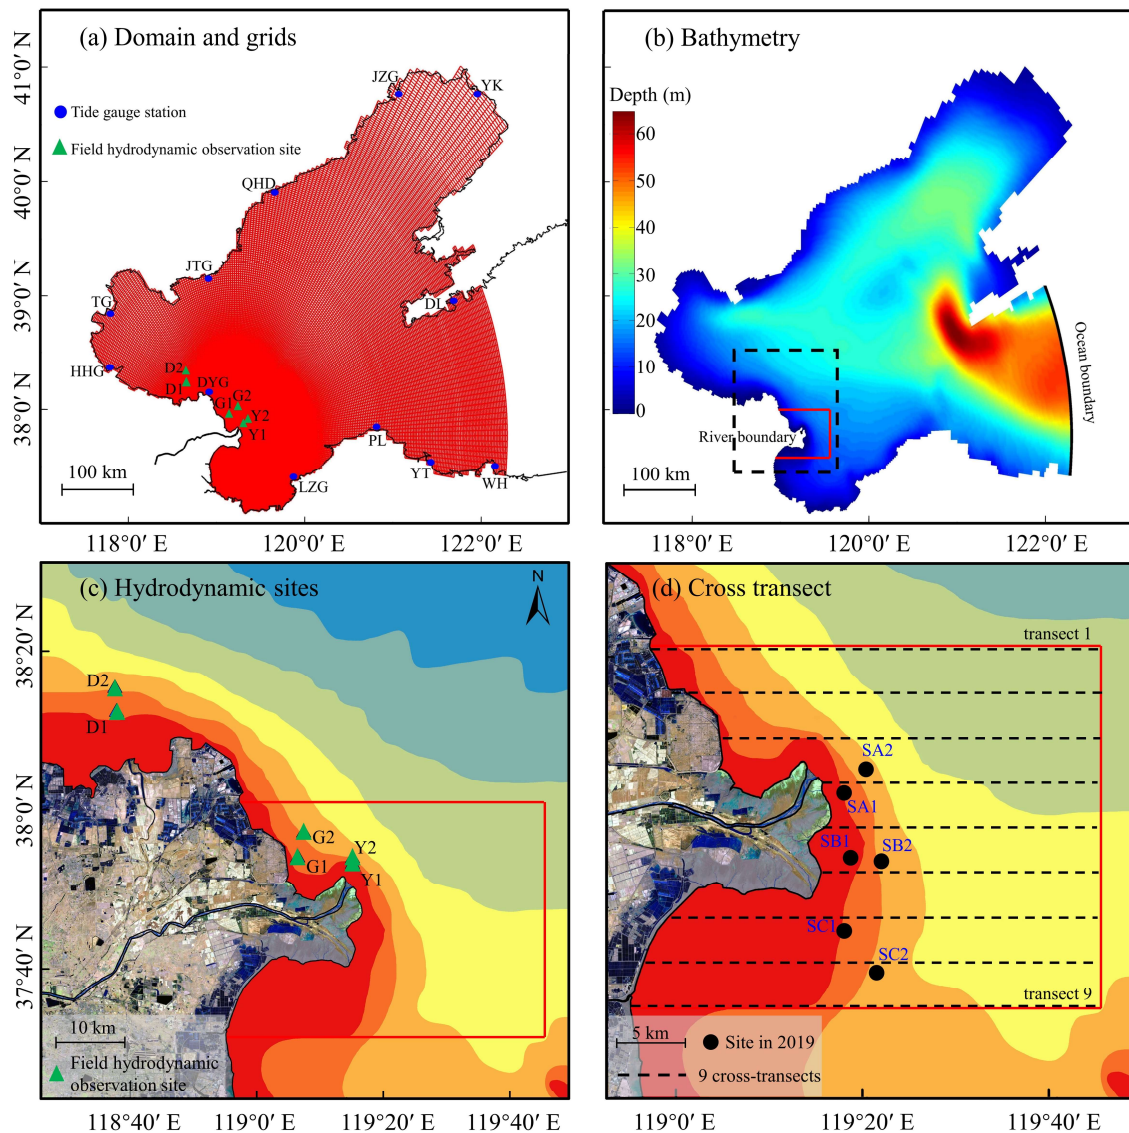 (a) Domain and grids
41°0′ N
40°0′ N
39°0′ N
38°0′ N
Tide gauge station
Field hydrodynamic observation site
JZG
YK
QHD
JTG
TG
DL
HHG
D2
D1
DYG
G2
G1
Y2
Y1
PL
LZG
YT
WH
100 km
118°0′ E
120°0′ E
122°0′ E
(b) Bathymetry
Depth (m)
60
50
40
30
20
10
0
Ocean boundary
River boundary
100 km
118°0′ E
120°0′ E
122°0′ E
(c) Hydrodynamic sites
N
38°20′ N
38°0′ N
37°40′ N
D2
D1
G2
G1
Y2
Y1
10 km
Field hydrodynamic
observation site
118°40′ E
119°0′ E
119°20′ E
119°40′ E
(d) Cross transect
transect 1
SA2
SA1
SB1
SB2
SC1
SC2
transect 9
5 km
Site in 2019
9 cross-transects
119°0′ E
119°20′ E
119°40′ E